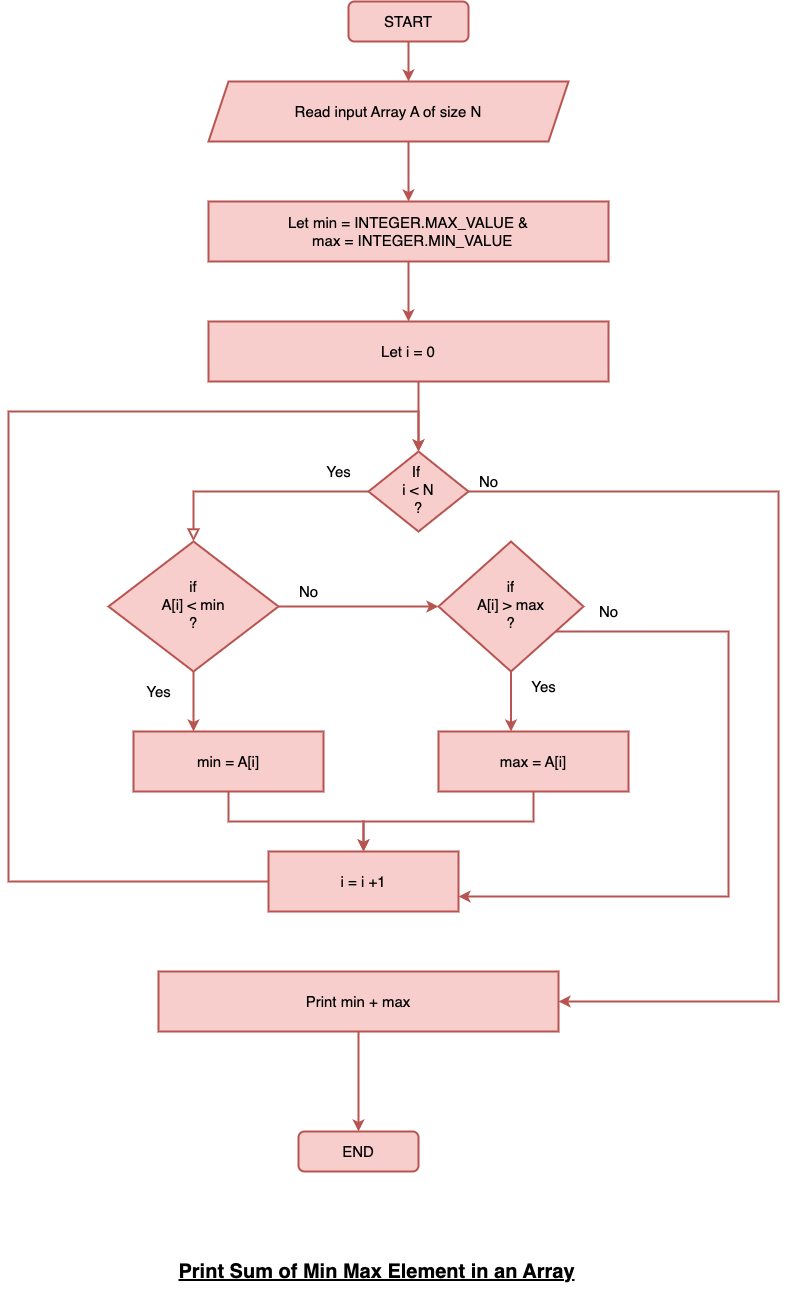 START
Read input Array A of size N
Let min = INTEGER.MAX_VALUE &
max = INTEGER.MIN_VALUE
Let i = 0
If
i < N
?
Yes
No
if
A[i] < min
?
No
if
A[i] > max
?
No
Yes
Yes
min = A[i]
max = A[i]
i = i +1
Print min + max
END
Print Sum of Min Max Element in an Array